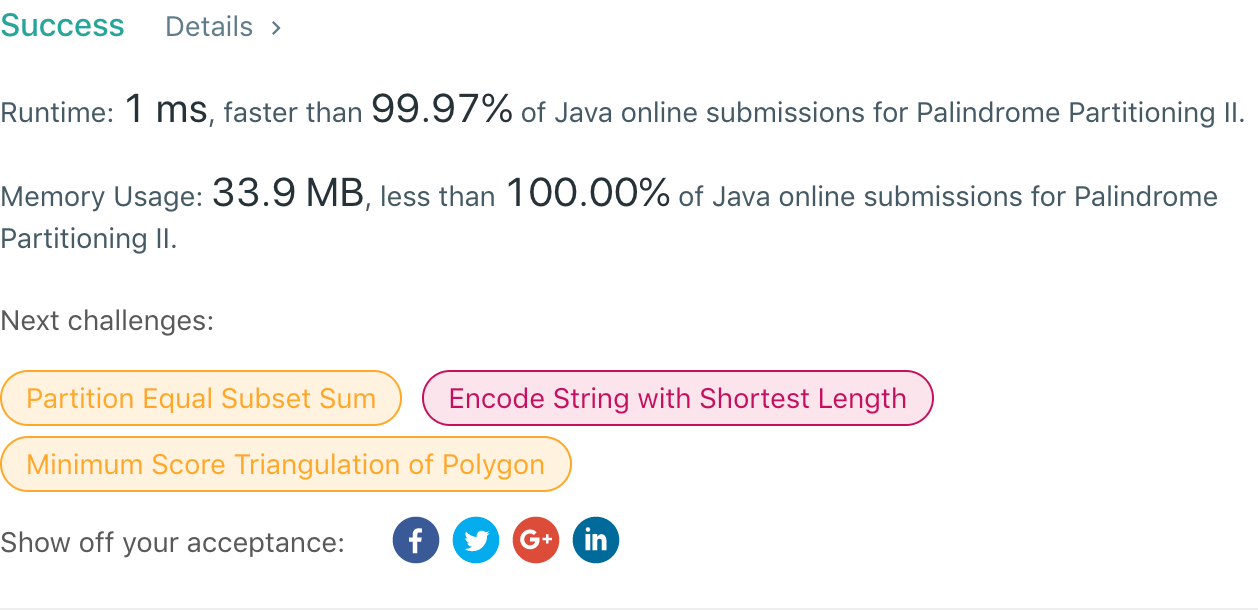 Success Details >
Runtime: 1 ms, faster than 99.97% of Java online submissions for Palindrome Partitioning II.
Memory Usage: 33.9 MB, less than 100.00% of Java online submissions for Palindrome
Partitioning II.
Next challenges:
Partition Equal Subset Sum Encode String with Shortest Length
Minimum Score Triangulation of Polygon
Show off your acceptance: f G+ in